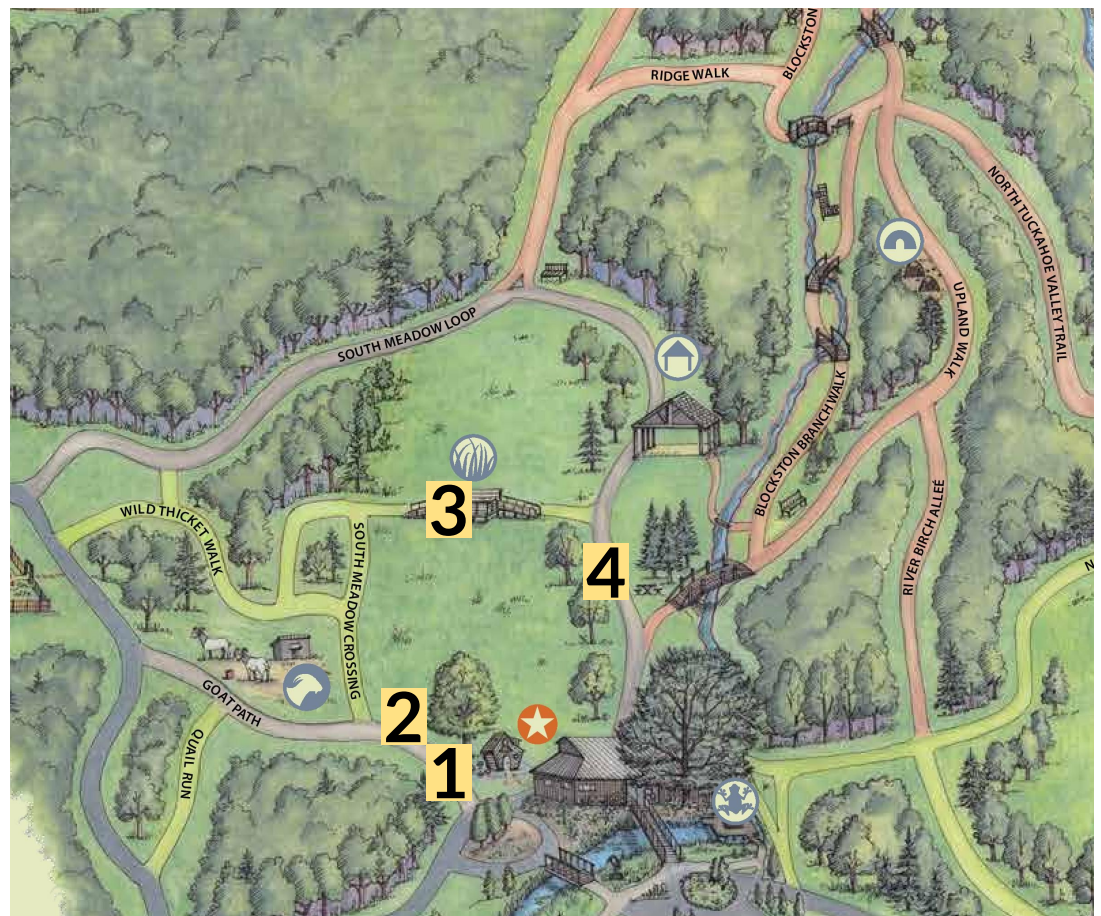 RIDGE WALK
BLOCKSTON
NORTH TUCKAHOE VALLEY TRAIL
UPLAND WALK
SOUTH MEADOW LOOP
BLOCKSTON BRANCH WALK
3
WILD THICKET WALK
SOUTH MEADOW CROSSING
4
RIVER BIRCH ALLEÉ
N
GOAT PATH
2
QUAIL RUN
1